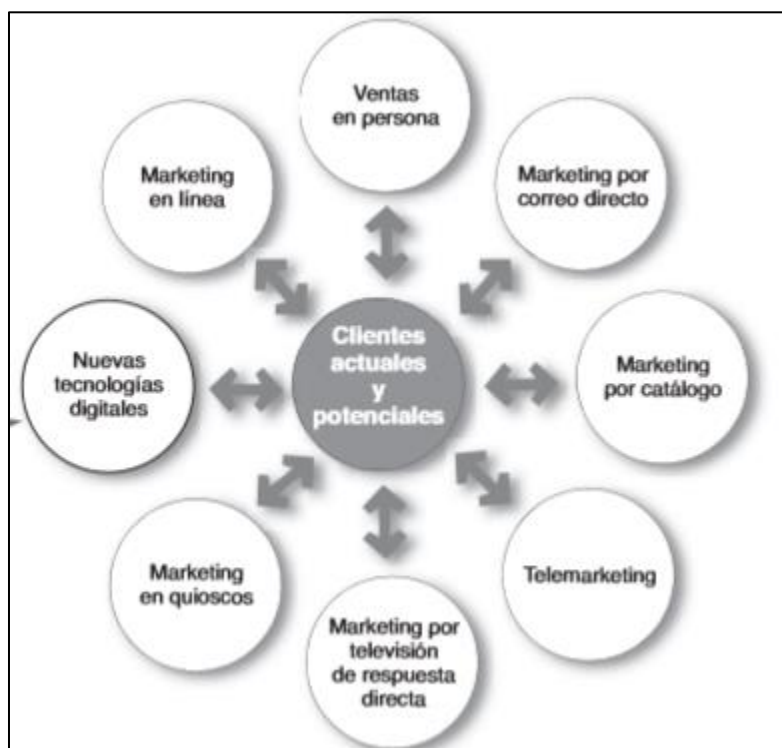 Ventas
en persona
Marketing por
correo directo
Marketing
por catálogo
Telemarketing
Marketing por
televisión
de respuesta
directa
Marketing
en quioscos
Nuevas
tecnologías
digitales
Marketing
en línea
Clientes
actuales
y
potenciales